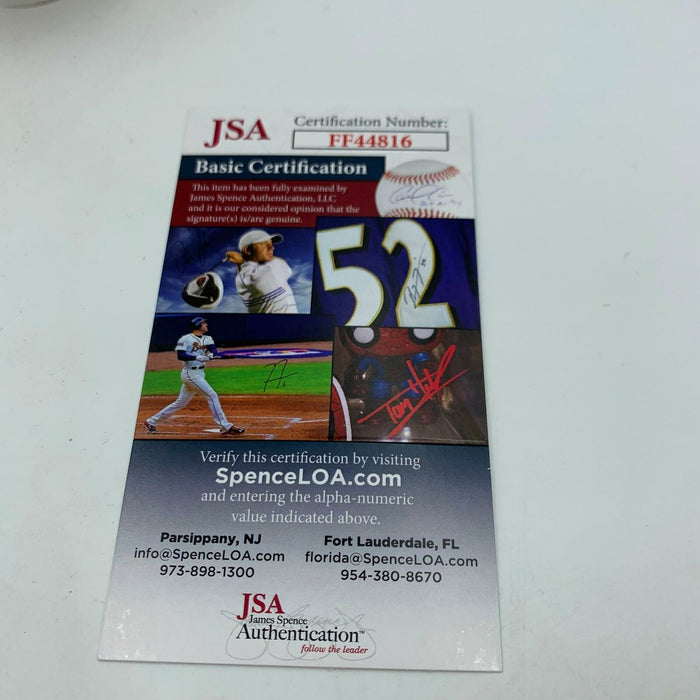 JSA
Certification Number:
FF44816
Basic Certification
This item has been fully examined by
James Spence Authentication, LLC
and it is our considered opinion that the
signature(s) is/are genuine.
52
Verify this certification by visiting
SpenceLOA.com
and entering the alpha-numeric
value indicated above.
Parsippany, NJ
info@SpenceLOA.com
973-898-1300
Fort Lauderdale, FL
florida@SpenceLOA.com
954-380-8670
JSA
James Spence
Authentication™
follow the leader